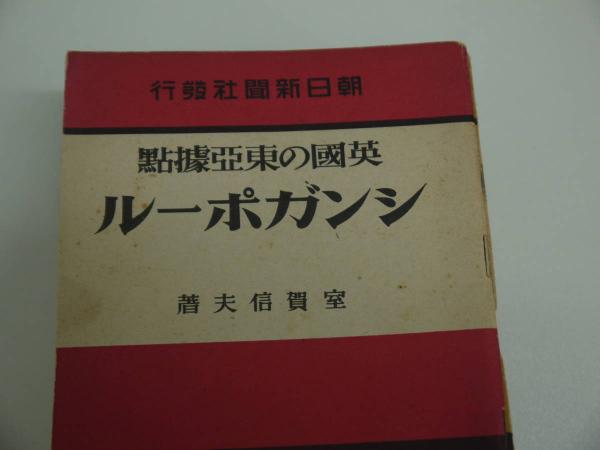 朝日新聞社發行
英國の東亞據點
シンガポール
室賀信夫著